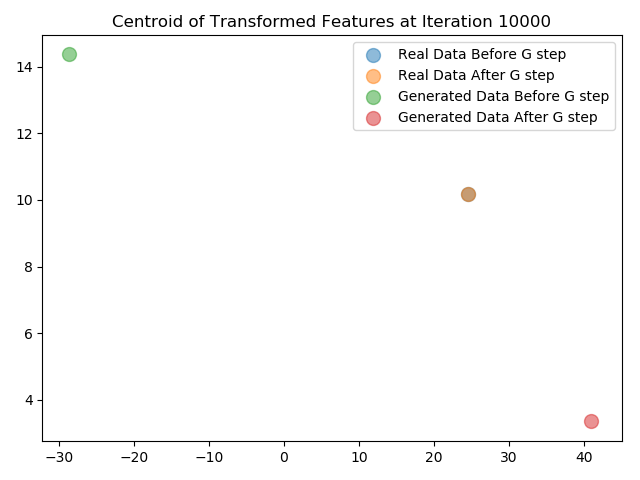 Centroid of Transformed Features at Iteration 10000
Real Data Before G step
Real Data After G step
Generated Data Before G step
Generated Data After G step
14
12
10
8
6
4
−30
−20
−10
0
10
20
30
40